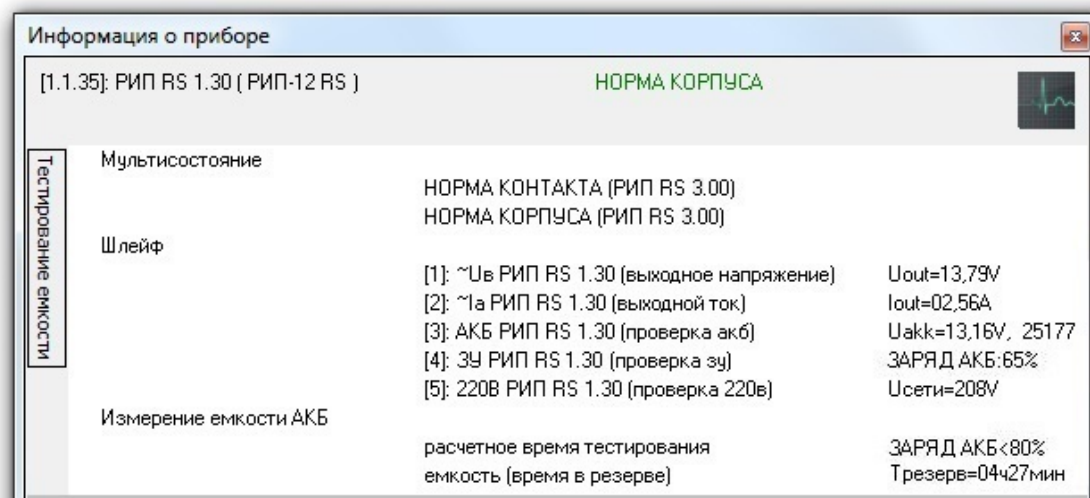 Информация о приборе
[1.1.35]: РИП RS 1.30 ( РИП-12 RS ) НОРМА КОРПУСА
Тестирование емкости
Мультисостояние
НОРМА КОНТАКТА (РИП RS 3.00)
НОРМА КОРПУСА (РИП RS 3.00)
Шлейф
[1]: ~Uв РИП RS 1.30 (выходное напряжение) Uout=13,79V
[2]: ~Ia РИП RS 1.30 (выходной ток) Iout=02,56A
[3]: АКБ РИП RS 1.30 (проверка акб) Uakk=13,16V, 25177
[4]: ЗУ РИП RS 1.30 (проверка зу) ЗАРЯД АКБ:65%
[5]: 220В РИП RS 1.30 (проверка 220в) Uсети=208V
Измерение емкости АКБ
расчетное время тестирования ЗАРЯД АКБ<80%
емкость (время в резерве) Tрезерв=04ч27мин